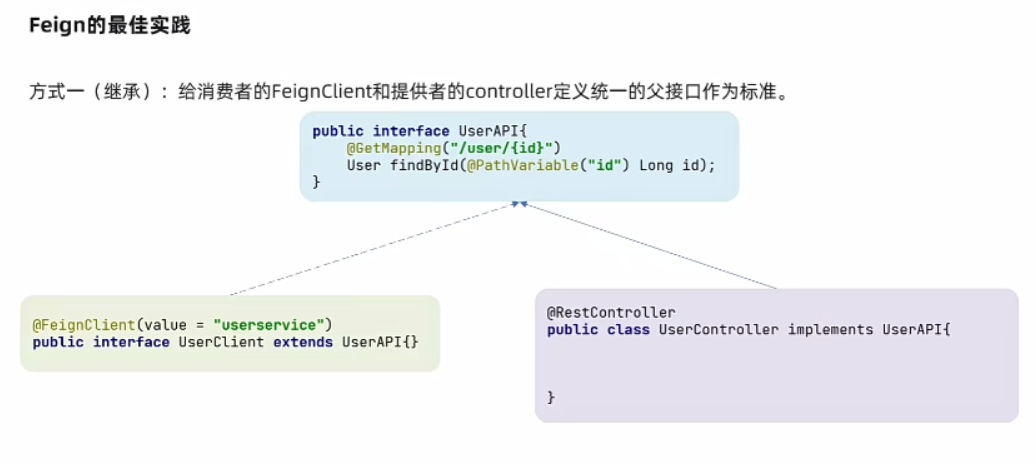 Feign的最佳实践
方式一（继承）：给消费者的FeignClient和提供者的controller定义统一的父接口作为标准。
public interface UserAPI{
@GetMapping("/user/{id}")
User findById(@PathVariable("id") Long id);
}
@FeignClient(value = "userservice")
public interface UserClient extends UserAPI{}
@RestController
public class UserController implements UserAPI{
}